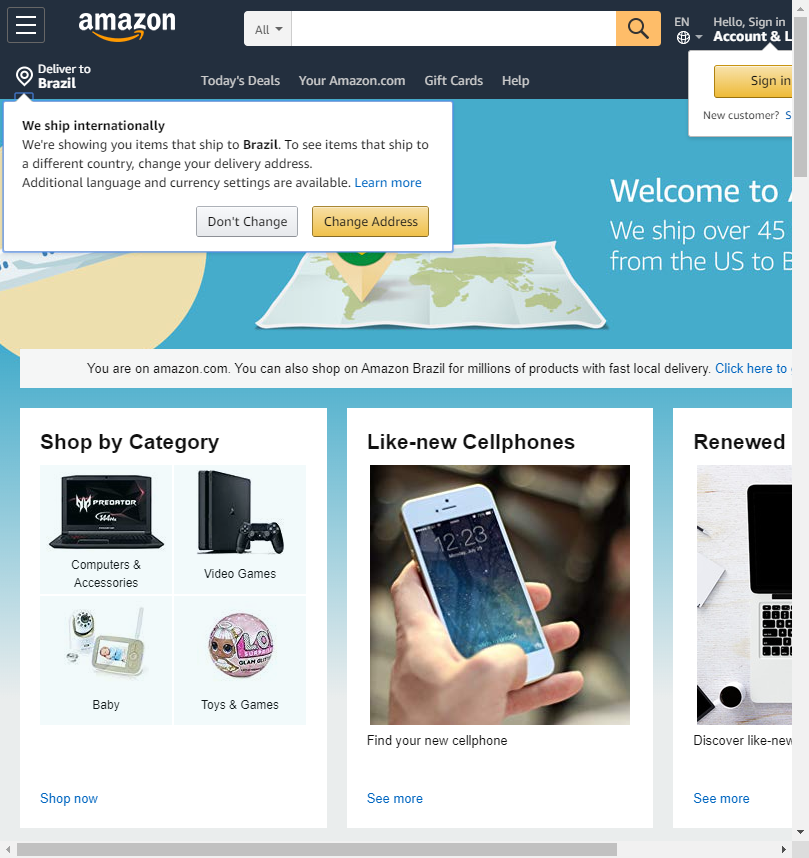 amazon
All
EN
Hello, Sign in
Account & L
Deliver to
Brazil
Today's Deals
Your Amazon.com
Gift Cards
Help
Sign in
New customer? S
We ship internationally
We're showing you items that ship to Brazil. To see items that ship to
a different country, change your delivery address.
Additional language and currency settings are available. Learn more
Don't Change
Change Address
Welcome to A
We ship over 45
from the US to B
You are on amazon.com. You can also shop on Amazon Brazil for millions of products with fast local delivery. Click here to g
Shop by Category
PREDATOR
144Hz
Computers &
Accessories
Video Games
Baby
L.O.L.
SURPRISE
GLAM GLITTER
Toys & Games
Shop now
Like-new Cellphones
12:23
Find your new cellphone
See more
Renewed
Discover like-new
See more